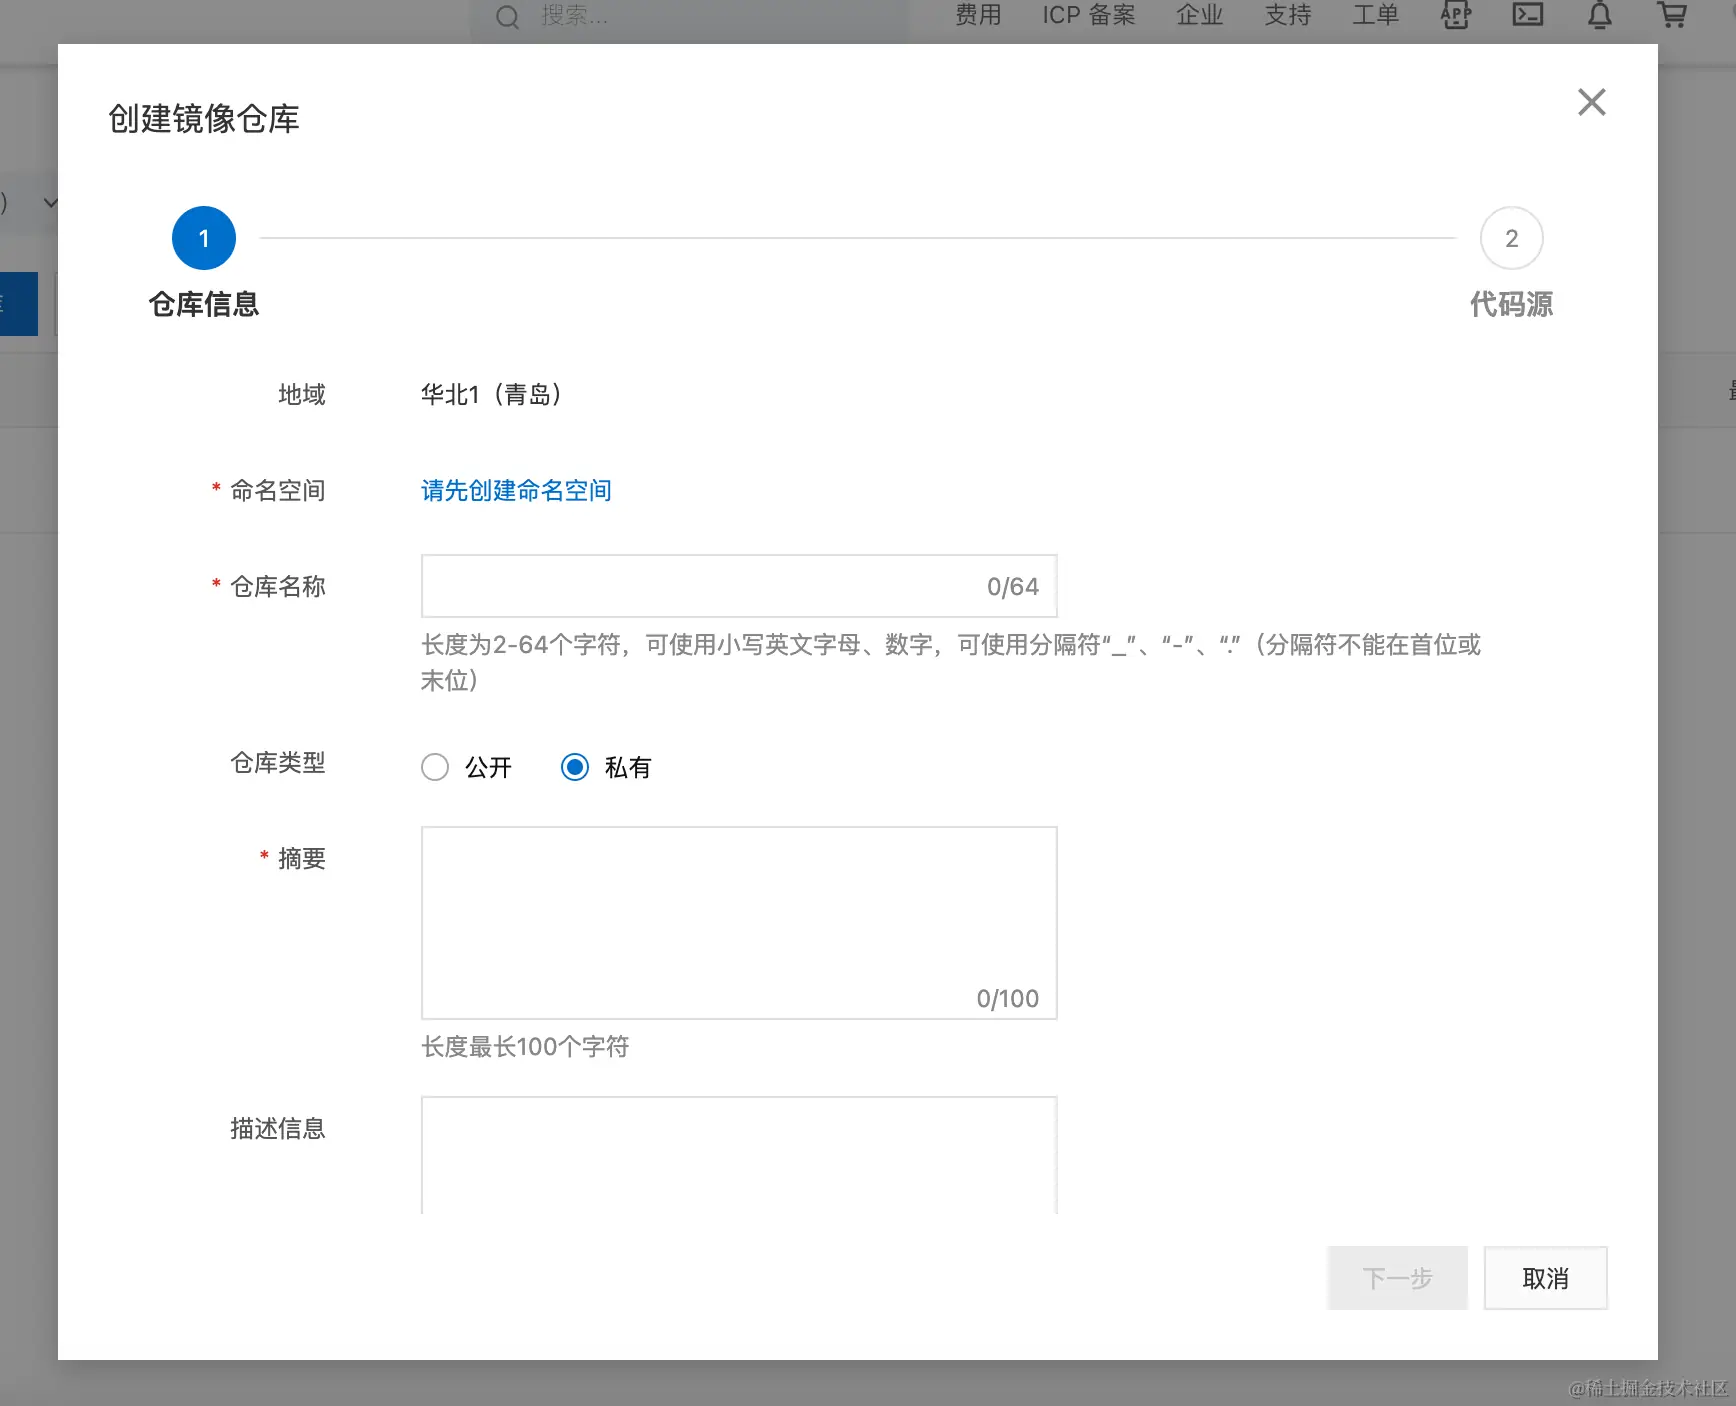 搜索...
费用
ICP 备案
企业
支持
工单
APP
创建镜像仓库
1
2
仓库信息
代码源
地域
华北1（青岛）
* 命名空间
请先创建命名空间
* 仓库名称
0/64
长度为2-64个字符，可使用小写英文字母、数字，可使用分隔符“_”、“-”、“.”（分隔符不能在首位或
末位）
仓库类型
公开
私有
* 摘要
0/100
长度最长100个字符
描述信息
下一步
取消
@稀土掘金技术社区